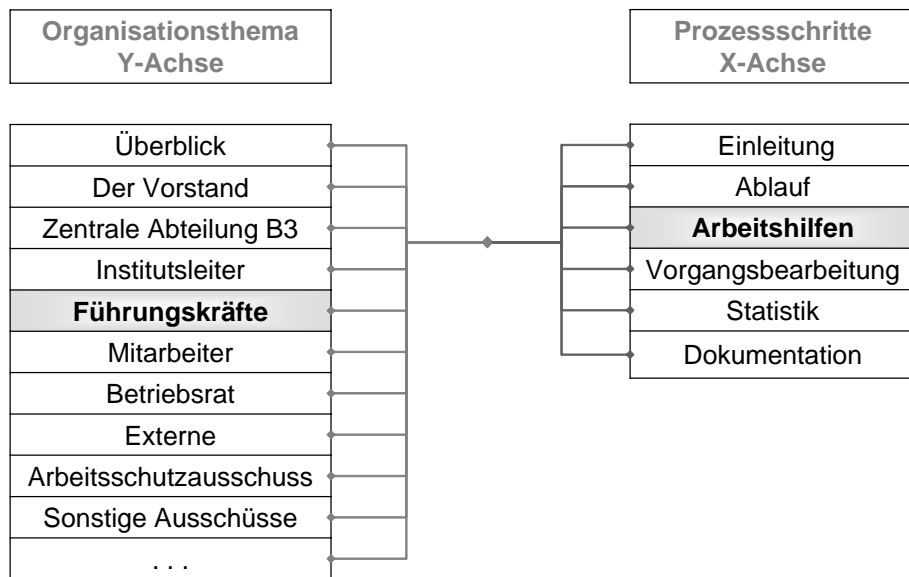 Organisationsthema
Y-Achse
Prozessschritte
X-Achse
Überblick
Der Vorstand
Zentrale Abteilung B3
Institutsleiter
Führungskräfte
Mitarbeiter
Betriebsrat
Externe
Arbeitsschutzausschuss
Sonstige Ausschüsse
. . .
Einleitung
Ablauf
Arbeitshilfen
Vorgangsbearbeitung
Statistik
Dokumentation